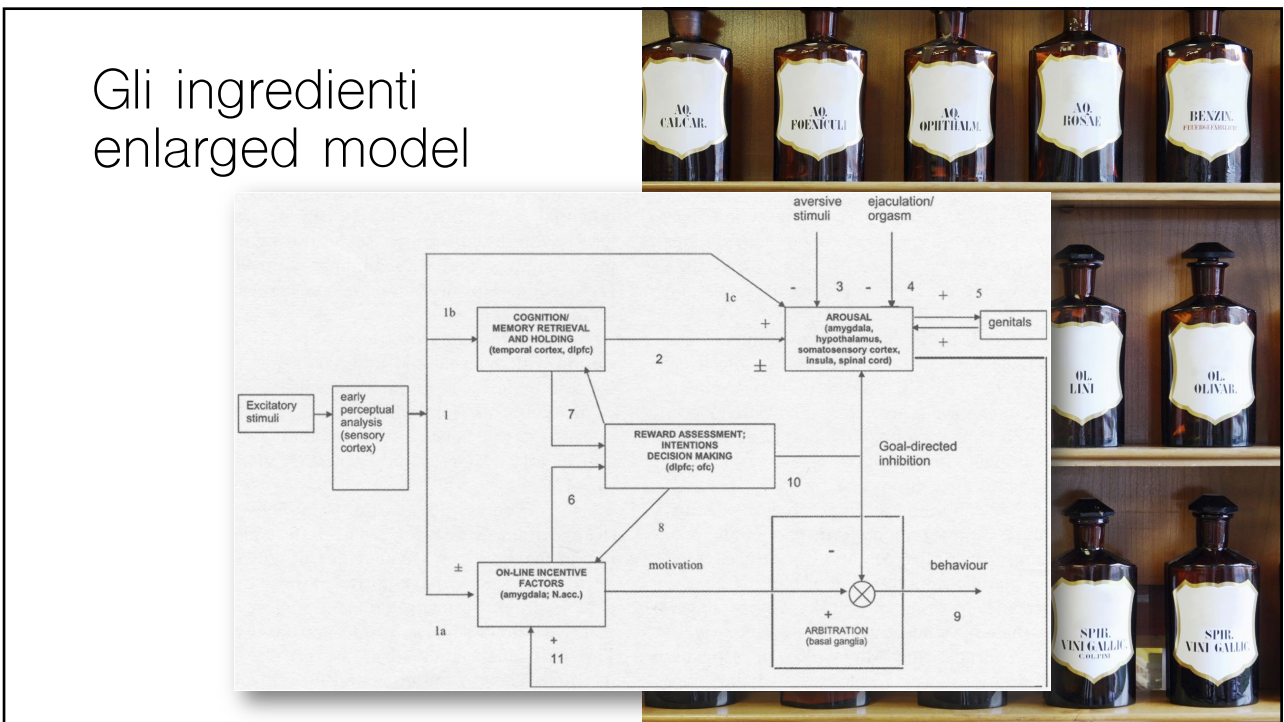 Gli ingredienti
enlarged model
AQ.
CALCAR.
AQ.
FOENICULI
AQ.
OPHTHALM.
AQ.
ROSAE
BENZIN.
FEUERGEFÄHRLICH!
aversive
stimuli
ejaculation/
orgasm
- 3 - 4
+ 5
1c
1b
COGNITION/
MEMORY RETRIEVAL
AND HOLDING
(temporal cortex, dlpfc)
+
2
±
AROUSAL
(amygdala,
hypothalamus,
somatosensory cortex,
insula, spinal cord)
genitals
+
OL.
LINI
OL.
OLIVAR.
Excitatory
stimuli
early
perceptual
analysis
(sensory
cortex)
1
7
REWARD ASSESSMENT;
INTENTIONS
DECISION MAKING
(dlpfc; ofc)
Goal-directed
inhibition
10
6
8
±
ON-LINE INCENTIVE
FACTORS
(amygdala; N.acc.)
motivation
-
behaviour
9
+
ARBITRATION
(basal ganglia)
1a
+
11
SPIR.
VINI GALLIC.
C. OL. PINI
SPIR.
VINI GALLIC.